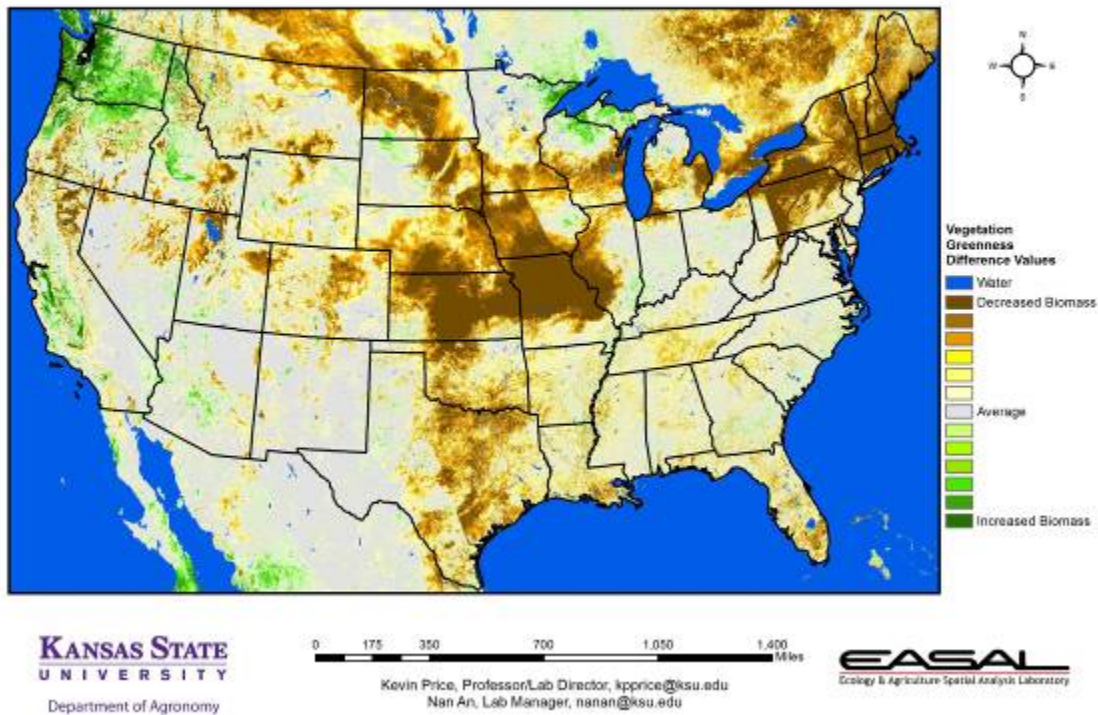 N
W
E
S
Vegetation
Greenness
Difference Values
Water
Decreased Biomass
Average
Increased Biomass
KANSAS STATE
UNIVERSITY
Department of Agronomy
0 175 350 700 1,050 1,400
Miles
Kevin Price, Professor/Lab Director, kpprice@ksu.edu
Nan An, Lab Manager, nanan@ksu.edu
EASAL
Ecology & Agriculture Spatial Analysis Laboratory